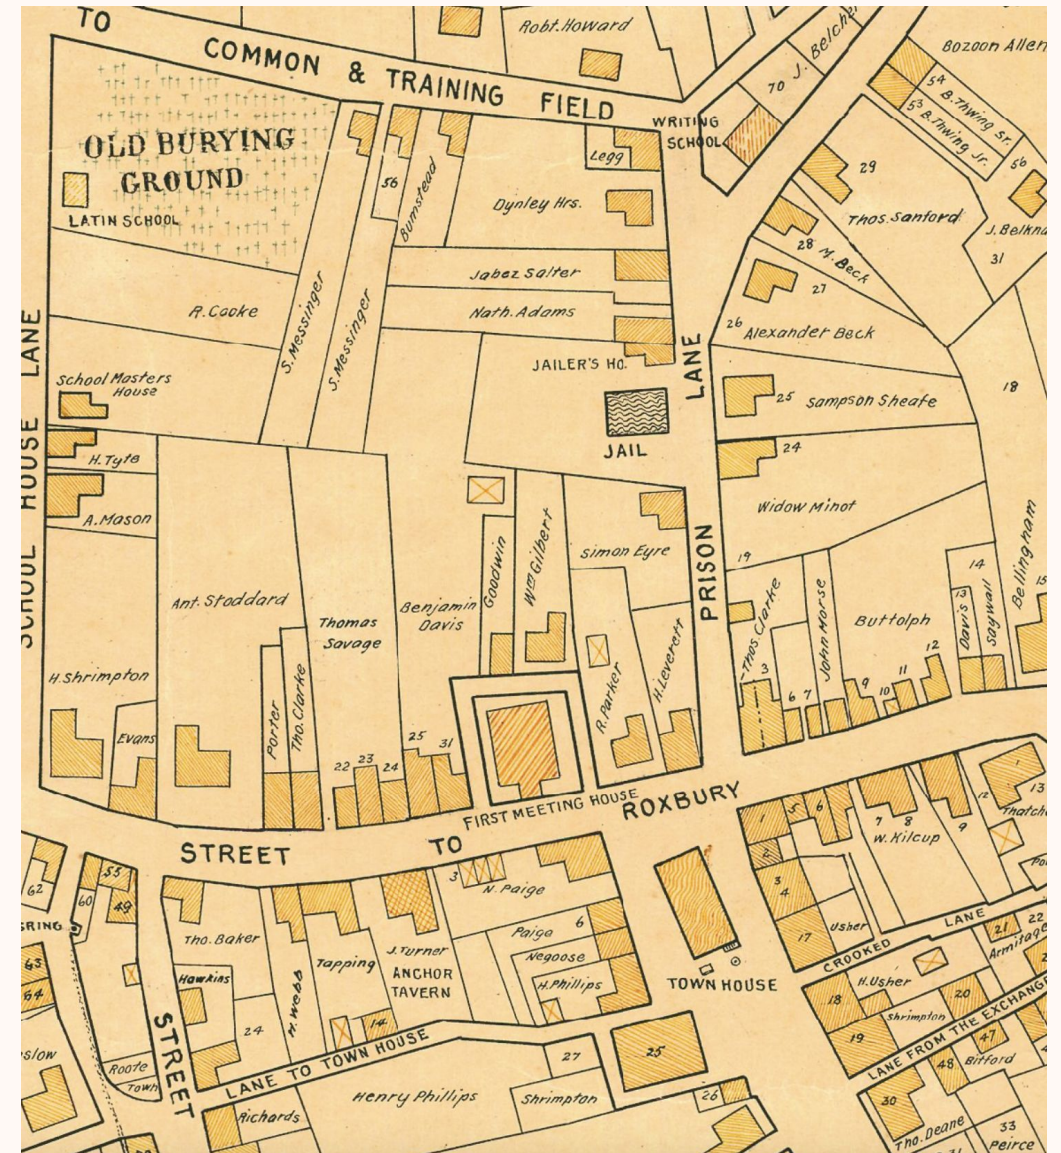 TO
COMMON & TRAINING FIELD
Robt. Howard
J. Belcher
70
Bozoon Allen
54 B. Thwing Sr.
53 B. Thwing Jr.
OLD BURYING
GROUND
LATIN SCHOOL
56
Bumstead
Legg
WRITING
SCHOOL
29
56
Dynley Hrs.
Thos. Sanford
J. Belkna
31
28 M. Beck
Jabez Salter
27
R. Cooke
S. Messinger
S. Messinger
Nath. Adams
26
Alexander Beck
JAILER'S HO.
SCHOOL HOUSE LANE
PRISON LANE
School Masters
House
25 Sampson Sheafe
18
JAIL
24
H. Tyte
A. Mason
Widow Minot
Goodwin
Wm Gilbert
Simon Eyre
19
Bellingham
15
14
13
Davis
Saywall
Ant. Stoddard
Thomas
Savage
Benjamin
Davis
Thos. Clarke
John Morse
Buttolph
3
6
7
9
10
11
12
H. Shrimpton
R. Parker
H. Leverett
Evans
Porter
Tho. Clarke
22
23
24
25
31
FIRST MEETING HOUSE
STREET TO ROXBURY
1
5
6
7
8
9
W. Kilcup
12
1
13
2
3
4
17
Usher
CROOKED LANE
62
60
55
49
3
N. Paige
Tho. Baker
Paige
6
Negoose
H. Phillips
Hawkins
M. Webb
Tapping
J. Turner
ANCHOR
TAVERN
24
14
TOWN HOUSE
63
64
STREET
LANE TO TOWN HOUSE
Roote
Town
18
H. Usher
19
Shrimpton
20
21
22
Armitage
LANE FROM THE EXCHANGE
47
48
Bitford
25
27
Shrimpton
Henry Phillips
Richards
26
30
Tho. Deane
33
Peirce